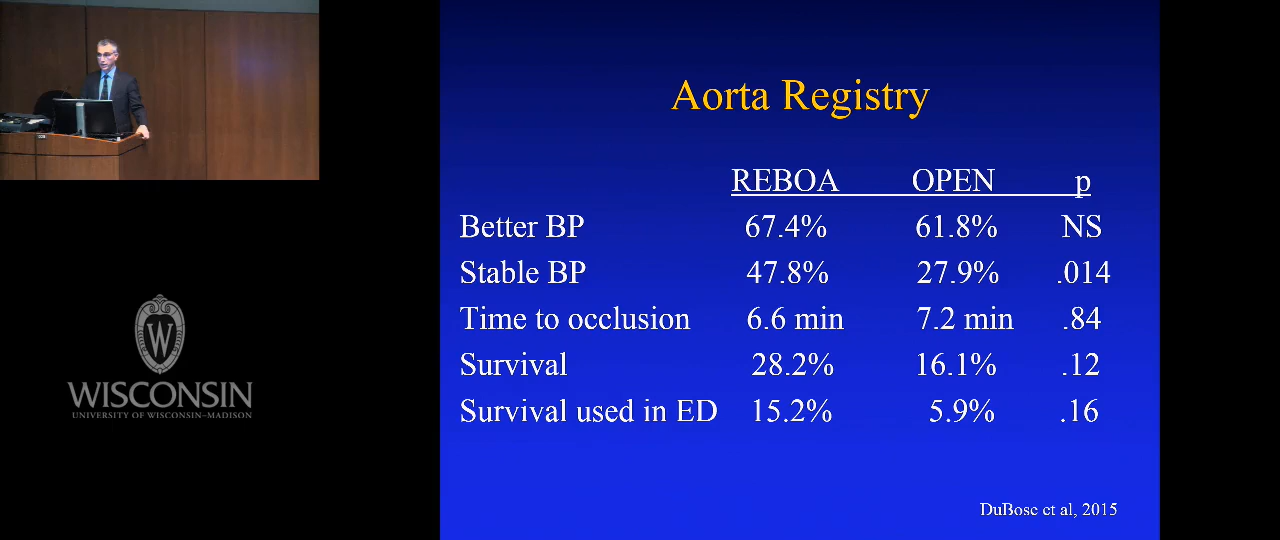 Aorta Registry
REBOA OPEN p
Better BP 67.4% 61.8% NS
Stable BP 47.8% 27.9% .014
Time to occlusion 6.6 min 7.2 min .84
Survival 28.2% 16.1% .12
Survival used in ED 15.2% 5.9% .16
DuBose et al, 2015
W
WISCONSIN
UNIVERSITY OF WISCONSIN–MADISON